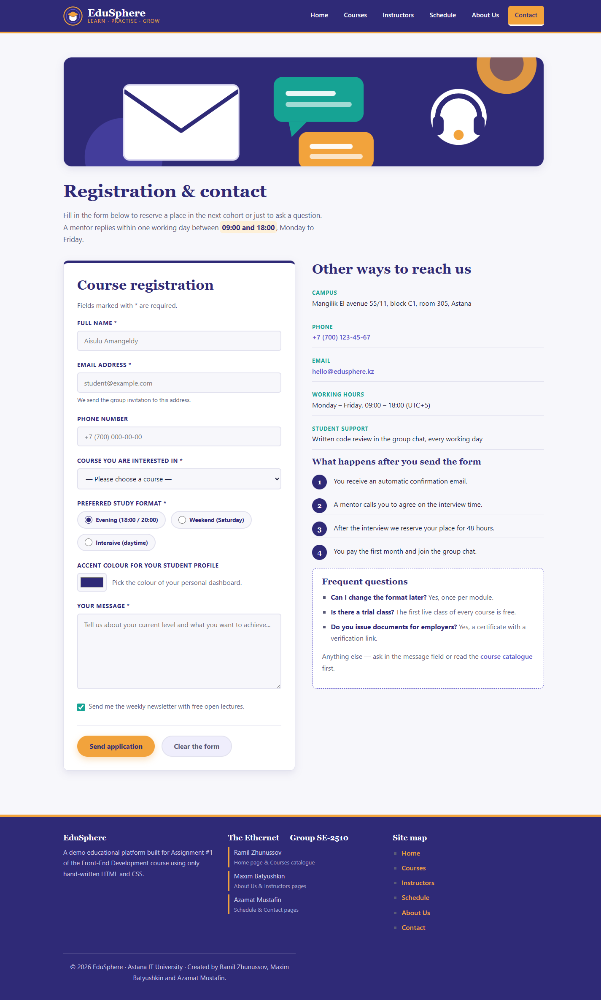 EduSphere
LEARN · PRACTISE · GROW
Home
Courses
Instructors
Schedule
About Us
Contact
Registration & contact
Fill in the form below to reserve a place in the next cohort or just to ask a question.
A mentor replies within one working day between 09:00 and 18:00, Monday to
Friday.
Course registration
Fields marked with * are required.
FULL NAME *
Aisulu Amangeldy
EMAIL ADDRESS *
student@example.com
We send the group invitation to this address.
PHONE NUMBER
+7 (700) 000-00-00
COURSE YOU ARE INTERESTED IN *
— Please choose a course —
PREFERRED STUDY FORMAT *
Evening (18:00 / 20:00)
Weekend (Saturday)
Intensive (daytime)
ACCENT COLOUR FOR YOUR STUDENT PROFILE
Pick the colour of your personal dashboard.
YOUR MESSAGE *
Tell us about your current level and what you want to achieve...
Send me the weekly newsletter with free open lectures.
Send application
Clear the form
Other ways to reach us
CAMPUS
Mangilik El avenue 55/11, block C1, room 305, Astana
PHONE
+7 (700) 123-45-67
EMAIL
hello@edusphere.kz
WORKING HOURS
Monday – Friday, 09:00 – 18:00 (UTC+5)
STUDENT SUPPORT
Written code review in the group chat, every working day
What happens after you send the form
1 You receive an automatic confirmation email.
2 A mentor calls you to agree on the interview time.
3 After the interview we reserve your place for 48 hours.
4 You pay the first month and join the group chat.
Frequent questions
Can I change the format later? Yes, once per module.
Is there a trial class? The first live class of every course is free.
Do you issue documents for employers? Yes, a certificate with a
verification link.
Anything else — ask in the message field or read the course catalogue
first.
EduSphere
A demo educational platform built for Assignment #1
of the Front-End Development course using only
hand-written HTML and CSS.
The Ethernet — Group SE-2510
Ramil Zhunussov
Home page & Courses catalogue
Maxim Batyushkin
About Us & Instructors pages
Azamat Mustafin
Schedule & Contact pages
Site map
Home
Courses
Instructors
Schedule
About Us
Contact
© 2026 EduSphere · Astana IT University · Created by Ramil Zhunussov, Maxim
Batyushkin and Azamat Mustafin.